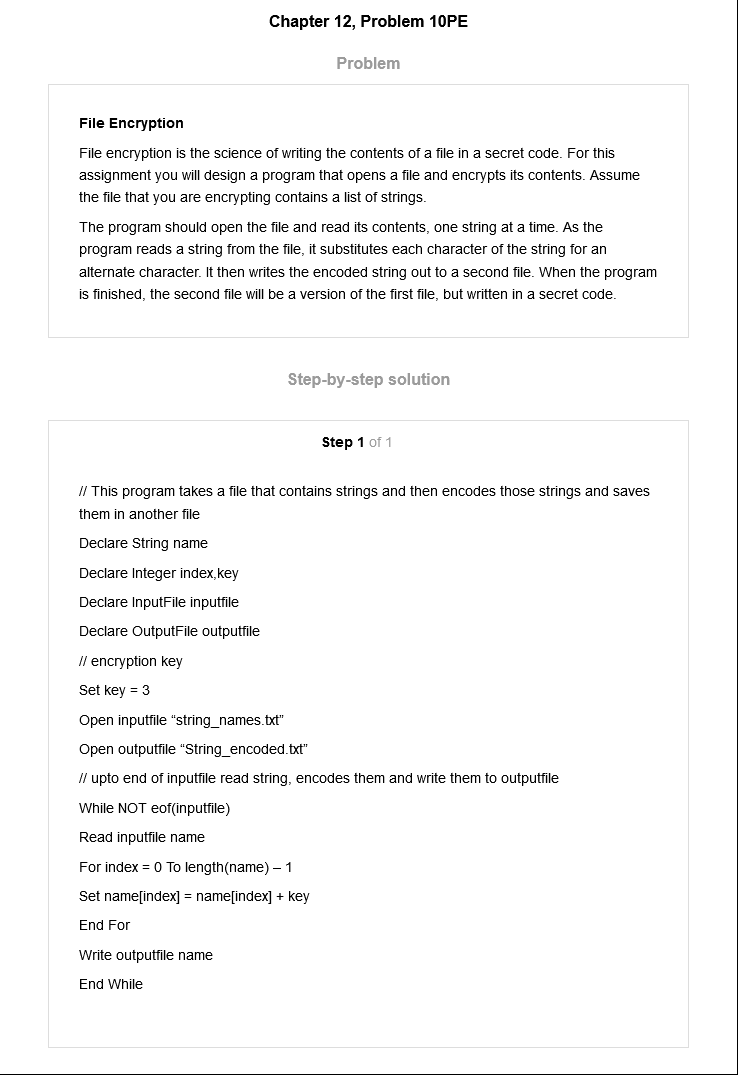 Chapter 12, Problem 10PE
Problem
File Encryption
File encryption is the science of writing the contents of a file in a secret code. For this
assignment you will design a program that opens a file and encrypts its contents. Assume
the file that you are encrypting contains a list of strings.
The program should open the file and read its contents, one string at a time. As the
program reads a string from the file, it substitutes each character of the string for an
alternate character. It then writes the encoded string out to a second file. When the program
is finished, the second file will be a version of the first file, but written in a secret code.
Step-by-step solution
Step 1 of 1
// This program takes a file that contains strings and then encodes those strings and saves
them in another file
Declare String name
Declare Integer index,key
Declare InputFile inputfile
Declare OutputFile outputfile
// encryption key
Set key = 3
Open inputfile “string_names.txt”
Open outputfile “String_encoded.txt”
// upto end of inputfile read string, encodes them and write them to outputfile
While NOT eof(inputfile)
Read inputfile name
For index = 0 To length(name) – 1
Set name[index] = name[index] + key
End For
Write outputfile name
End While